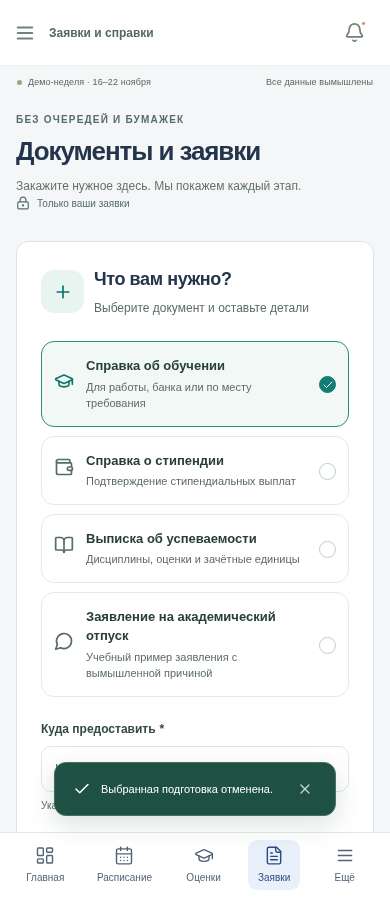 Заявки и справки
Демо-неделя · 16–22 ноября
Все данные вымышлены
БЕЗ ОЧЕРЕДЕЙ И БУМАЖЕК
Документы и заявки
Закажите нужное здесь. Мы покажем каждый этап.
Только ваши заявки
Что вам нужно?
Выберите документ и оставьте детали
Справка об обучении
Для работы, банка или по месту
требования
Справка о стипендии
Подтверждение стипендиальных выплат
Выписка об успеваемости
Дисциплины, оценки и зачётные единицы
Заявление на академический
отпуск
Учебный пример заявления с
вымышленной причиной
Куда предоставить *
Выбранная подготовка отменена.
Главная
Расписание
Оценки
Заявки
Ещё